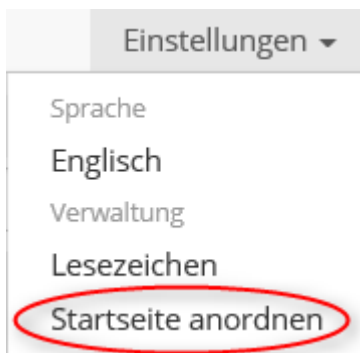 Einstellungen
Sprache
Englisch
Verwaltung
Lesezeichen
Startseite anordnen